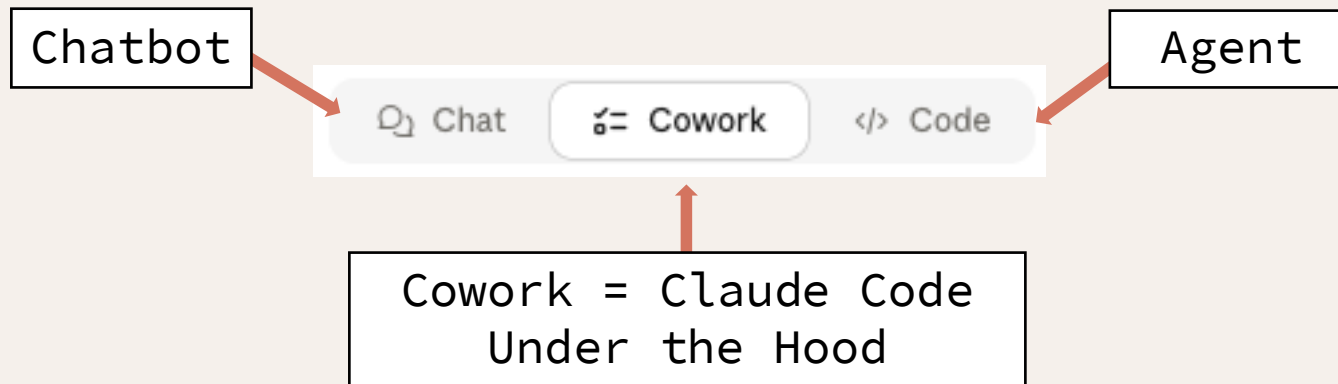 Chatbot
Agent
Chat
Cowork
</> Code
Cowork = Claude Code
Under the Hood